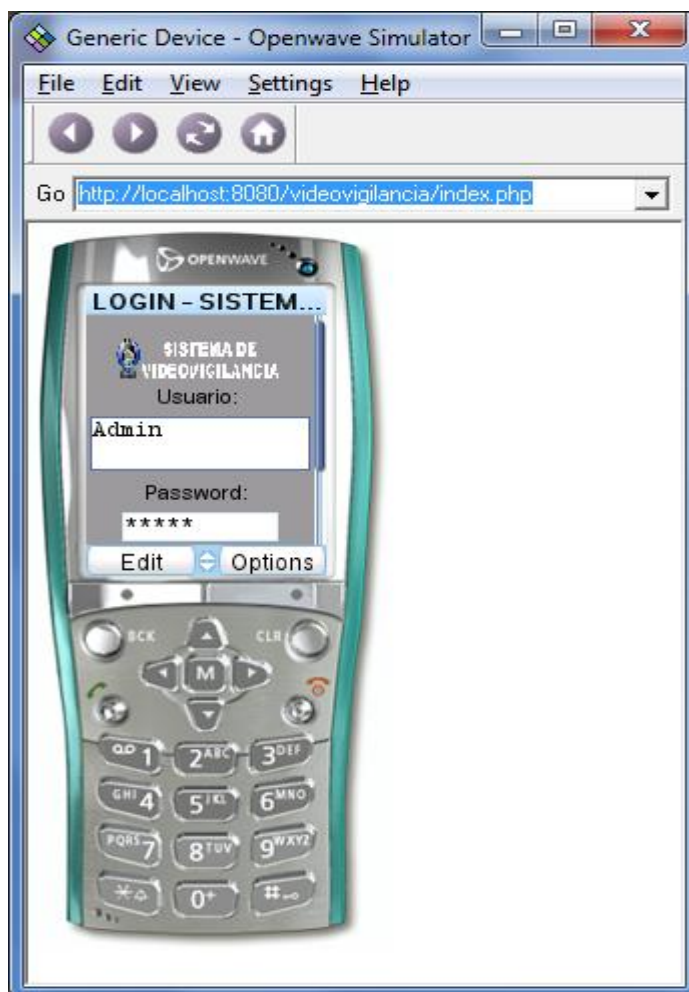 Generic Device - Openwave Simulator
File Edit View Settings Help
Go http://localhost:8080/videovigilancia/index.php
OPENWAVE
LOGIN - SISTEM...
SISTEMA DE
VIDEOVIGILANCIA
Usuario:
Admin
Password:
*****
Edit Options
BCK CLR
M
1 2ABC 3DEF
GHI4 5JKL 6MNO
PQRS7 8TUV 9WXYZ
* 0+ #